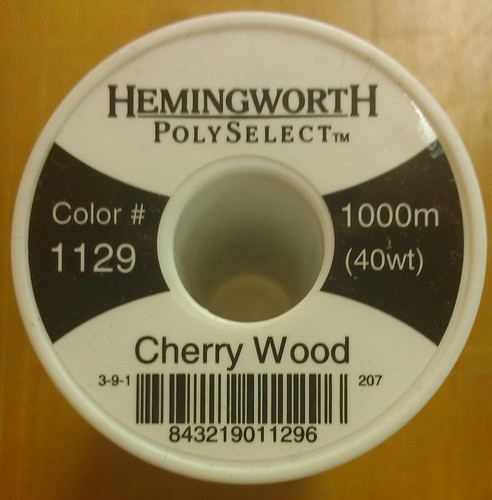 HEMINGWORTH
POLYSELECT™
Color #
1129
1000m
(40wt)
Cherry Wood
3-9-1
207
843219011296